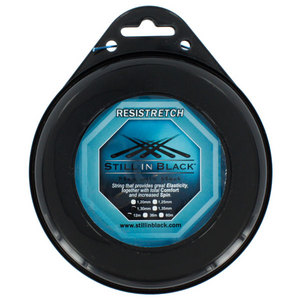 RESISTRETCH
STILL IN BLACK
String that provides great Elasticity,
together with total Comfort
and increased Spin.
1.20mm 1.25mm
1.30mm 1.35mm
12m
www.stillinblack.com